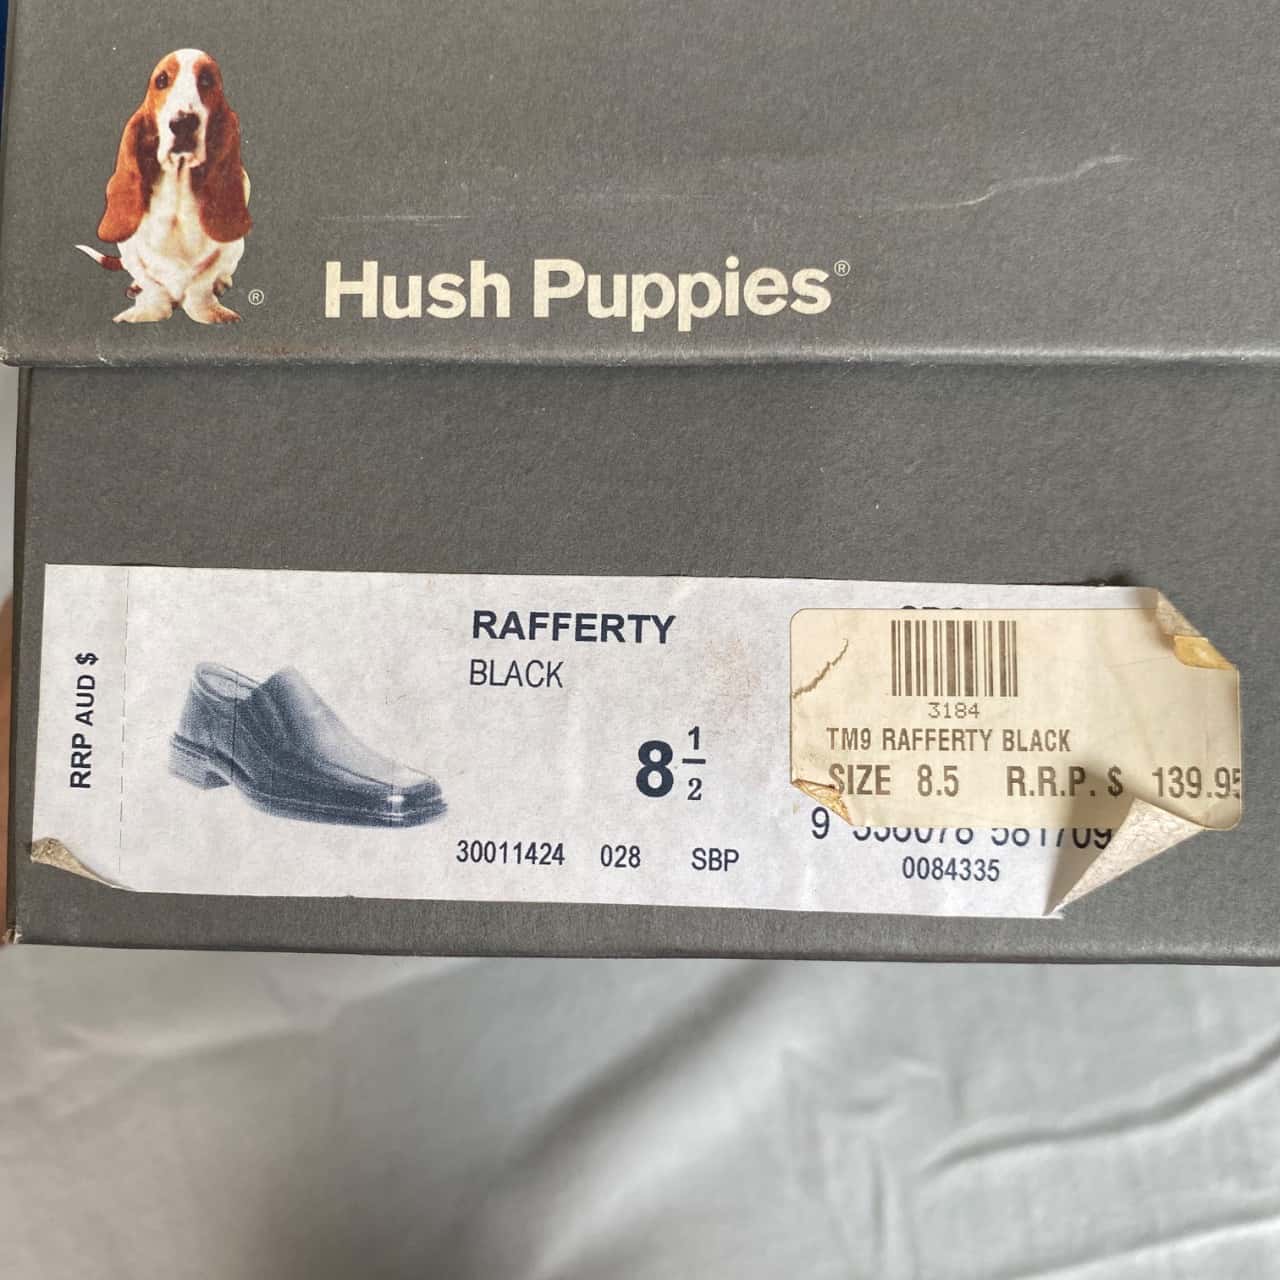 ®
Hush Puppies®
RRP AUD $
RAFFERTY
BLACK
8 1/2
30011424 028 SBP
3184
TM9 RAFFERTY BLACK
SIZE 8.5 R.R.P. $ 139.95
9
0084335